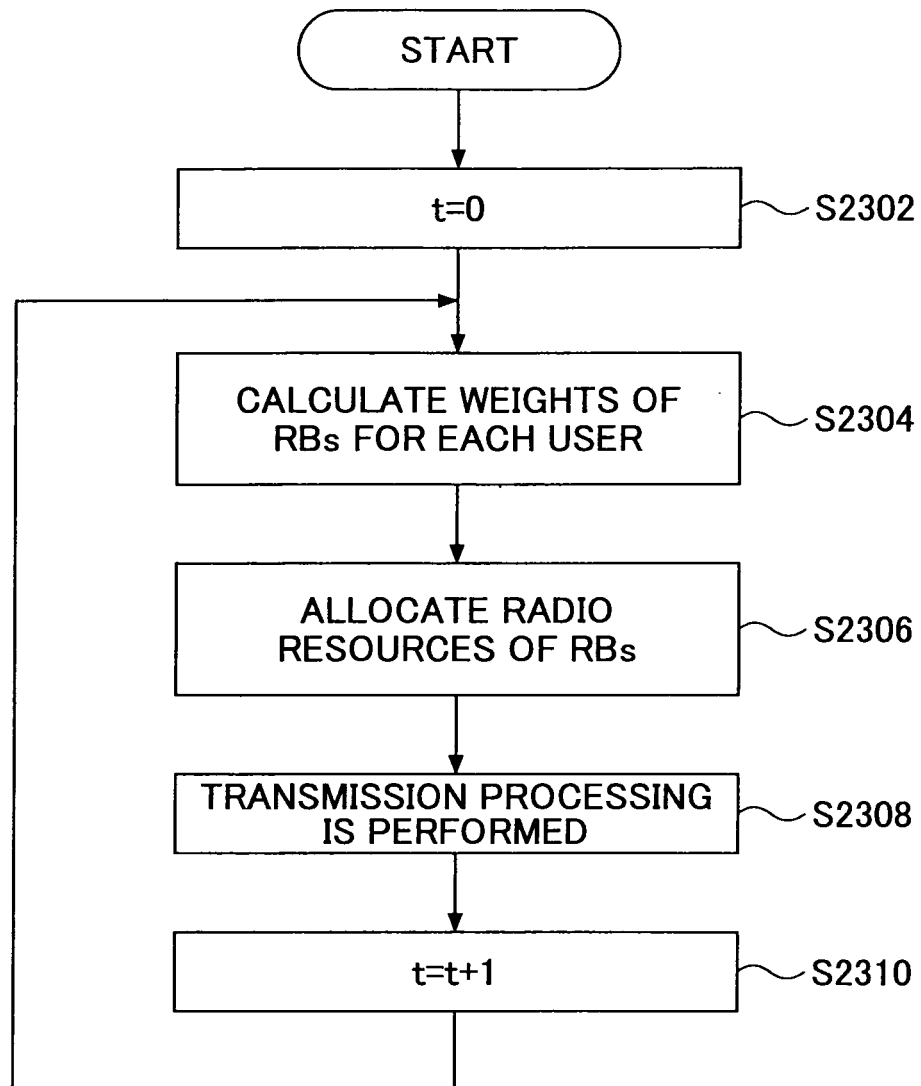 START
t=0
S2302
CALCULATE WEIGHTS OF
RBs FOR EACH USER
S2304
ALLOCATE RADIO
RESOURCES OF RBs
S2306
TRANSMISSION PROCESSING
IS PERFORMED
S2308
t=t+1
S2310